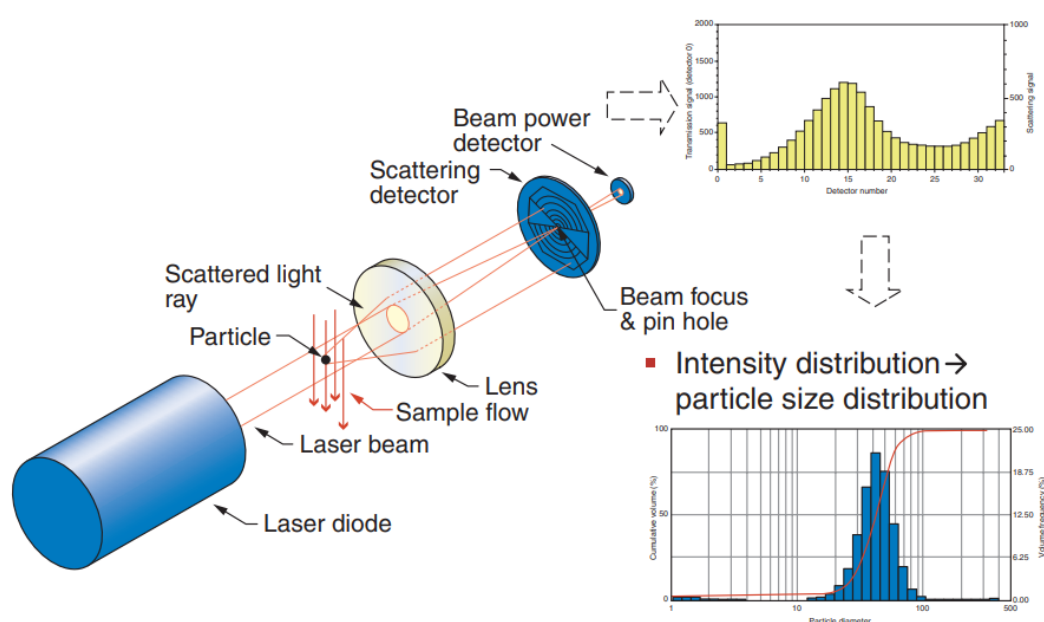 Beam power
detector
Scattering
detector
Scattered light
ray
Particle
Beam focus
& pin hole
Lens
Sample flow
Laser beam
Laser diode
Transmission signal (detector 0)
2000
1500
1000
500
0
1000
500
0
Scattering signal
0 5 10 15 20 25 30
Detector number
■ Intensity distribution →
particle size distribution
Cumulative volume (%)
100
50
0
25.00
18.75
12.50
6.25
0.00
Volume frequency (%)
1 10 100 500
Particle diameter